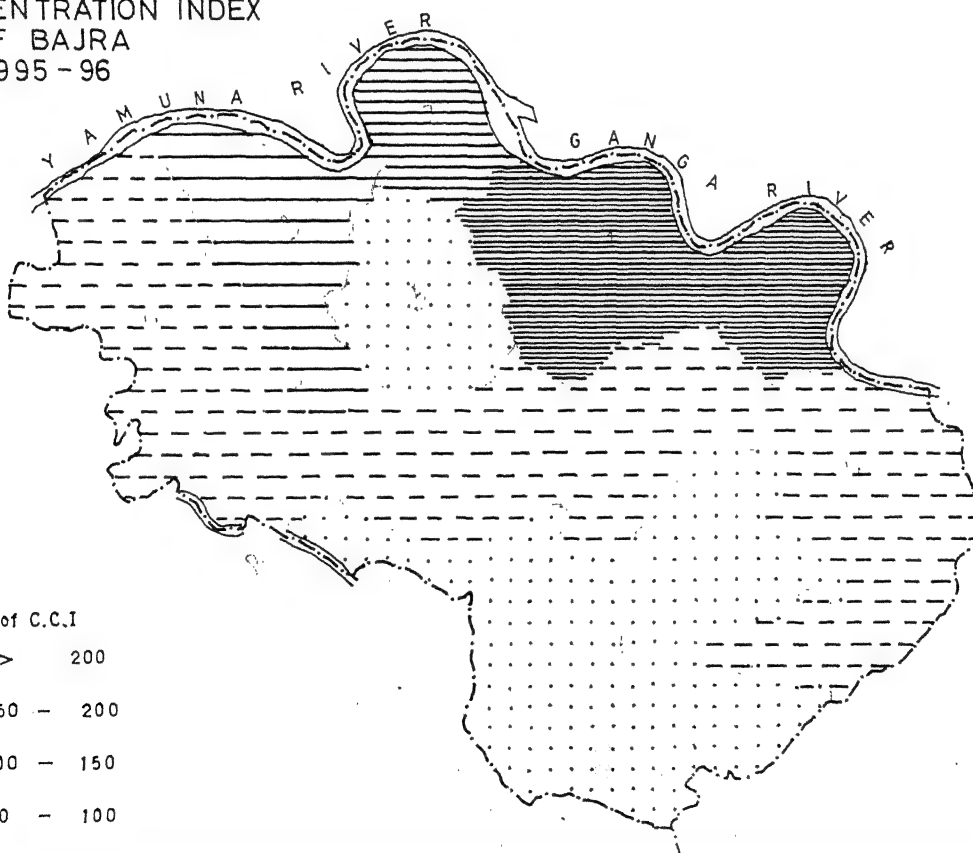 ENTRATION INDEX
F BAJRA
995-96
YAMUNA RIVER
GANGA RIVER
of C.C.I
> 200
50 - 200
00 - 150
0 - 100